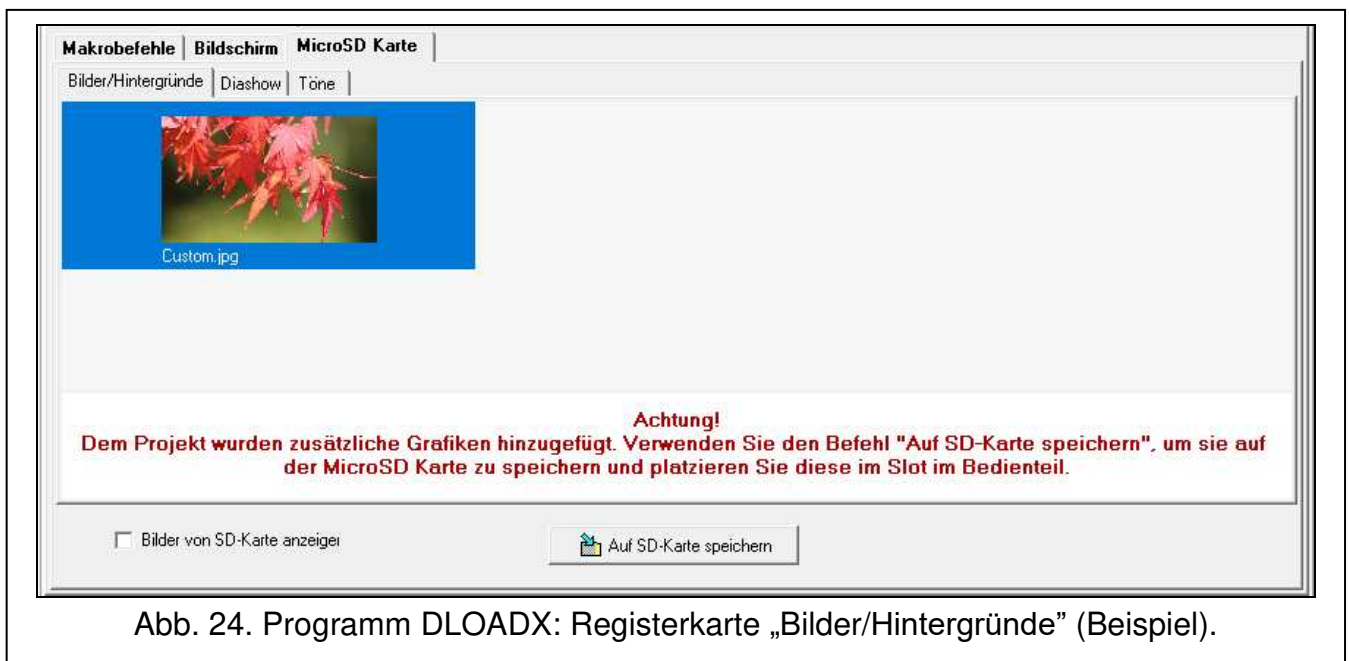 Makrobefehle Bildschirm MicroSD Karte
Bilder/Hintergründe Diashow Töne
Custom.jpg
Achtung!
Dem Projekt wurden zusätzliche Grafiken hinzugefügt. Verwenden Sie den Befehl "Auf SD-Karte speichern", um sie auf
der MicroSD Karte zu speichern und platzieren Sie diese im Slot im Bedienteil.
Bilder von SD-Karte anzeiger
Auf SD-Karte speichern
Abb. 24. Programm DLOADX: Registerkarte „Bilder/Hintergründe” (Beispiel).